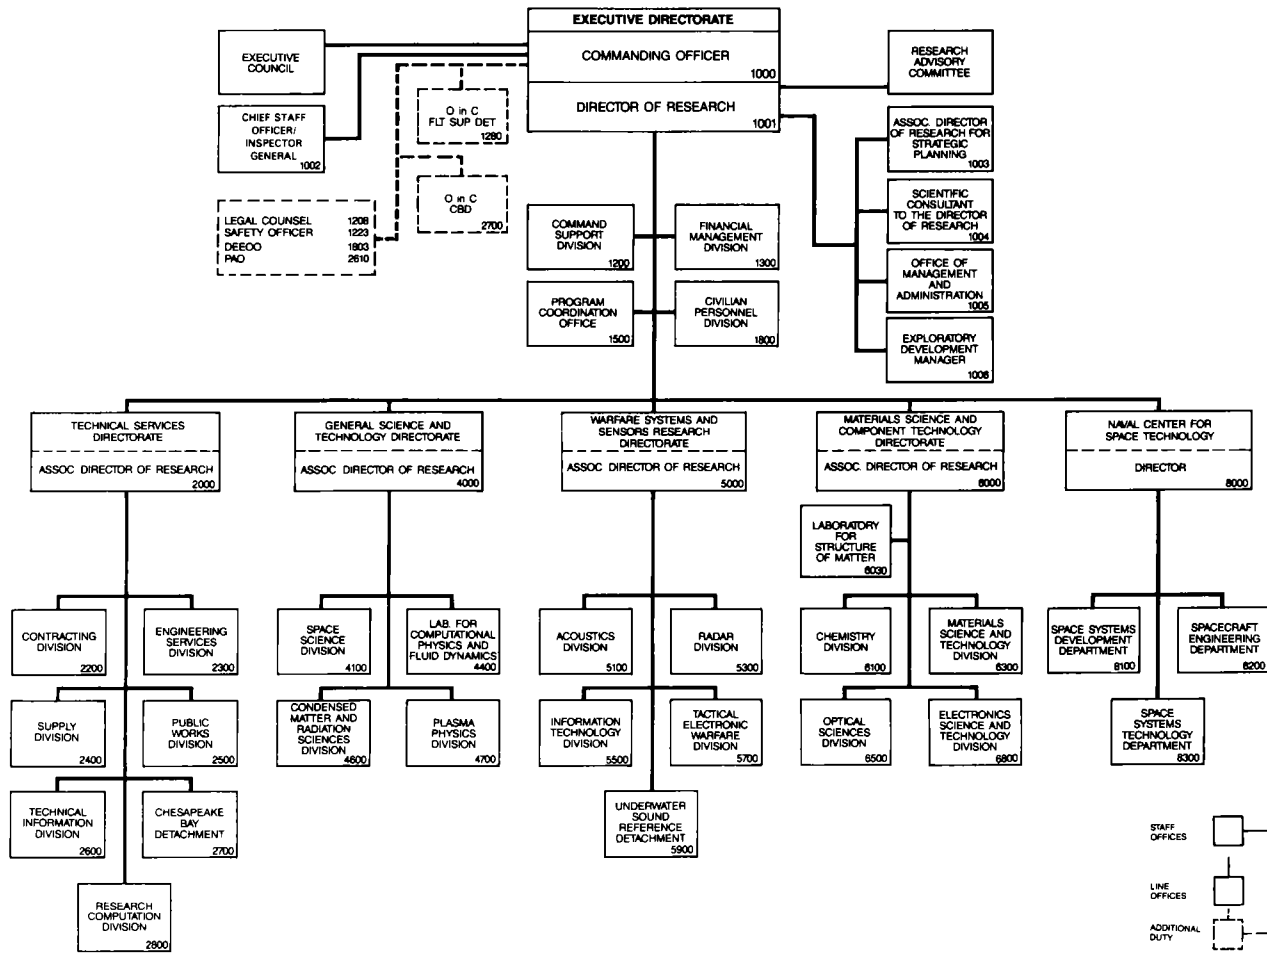 EXECUTIVE DIRECTORATE
COMMANDING OFFICER
1000
DIRECTOR OF RESEARCH
1001
EXECUTIVE
COUNCIL
CHIEF STAFF
OFFICER/
INSPECTOR
GENERAL
1002
O in C
FLT SUP DET
1280
O in C
CBD
2700
LEGAL COUNSEL 1208
SAFETY OFFICER 1223
DEEOO 1803
PAO 2610
RESEARCH
ADVISORY
COMMITTEE
ASSOC. DIRECTOR
OF RESEARCH FOR
STRATEGIC
PLANNING
1003
SCIENTIFIC
CONSULTANT
TO THE DIRECTOR
OF RESEARCH
1004
OFFICE OF
MANAGEMENT
AND
ADMINISTRATION
1005
EXPLORATORY
DEVELOPMENT
MANAGER
1006
COMMAND
SUPPORT
DIVISION
1200
FINANCIAL
MANAGEMENT
DIVISION
1300
PROGRAM
COORDINATION
OFFICE
1500
CIVILIAN
PERSONNEL
DIVISION
1800
TECHNICAL SERVICES
DIRECTORATE
ASSOC DIRECTOR OF RESEARCH
2000
GENERAL SCIENCE AND
TECHNOLOGY DIRECTORATE
ASSOC DIRECTOR OF RESEARCH
4000
WARFARE SYSTEMS AND
SENSORS RESEARCH
DIRECTORATE
ASSOC DIRECTOR OF RESEARCH
5000
MATERIALS SCIENCE AND
COMPONENT TECHNOLOGY
DIRECTORATE
ASSOC. DIRECTOR OF RESEARCH
6000
NAVAL CENTER FOR
SPACE TECHNOLOGY
DIRECTOR
8000
LABORATORY
FOR
STRUCTURE
OF MATTER
6030
CONTRACTING
DIVISION
2200
ENGINEERING
SERVICES
DIVISION
2300
SPACE
SCIENCE
DIVISION
4100
LAB. FOR
COMPUTATIONAL
PHYSICS AND
FLUID DYNAMICS
4400
ACOUSTICS
DIVISION
5100
RADAR
DIVISION
5300
CHEMISTRY
DIVISION
6100
MATERIALS
SCIENCE AND
TECHNOLOGY
DIVISION
6300
SPACE SYSTEMS
DEVELOPMENT
DEPARTMENT
8100
SPACECRAFT
ENGINEERING
DEPARTMENT
8200
SUPPLY
DIVISION
2400
PUBLIC
WORKS
DIVISION
2500
CONDENSED
MATTER AND
RADIATION
SCIENCES
DIVISION
4600
PLASMA
PHYSICS
DIVISION
4700
INFORMATION
TECHNOLOGY
DIVISION
5500
TACTICAL
ELECTRONIC
WARFARE
DIVISION
5700
OPTICAL
SCIENCES
DIVISION
6500
ELECTRONICS
SCIENCE AND
TECHNOLOGY
DIVISION
6800
SPACE
SYSTEMS
TECHNOLOGY
DEPARTMENT
8300
TECHNICAL
INFORMATION
DIVISION
2600
CHESAPEAKE
BAY
DETACHMENT
2700
UNDERWATER
SOUND
REFERENCE
DETACHMENT
5900
RESEARCH
COMPUTATION
DIVISION
2800
STAFF
OFFICES
LINE
OFFICES
ADDITIONAL
DUTY